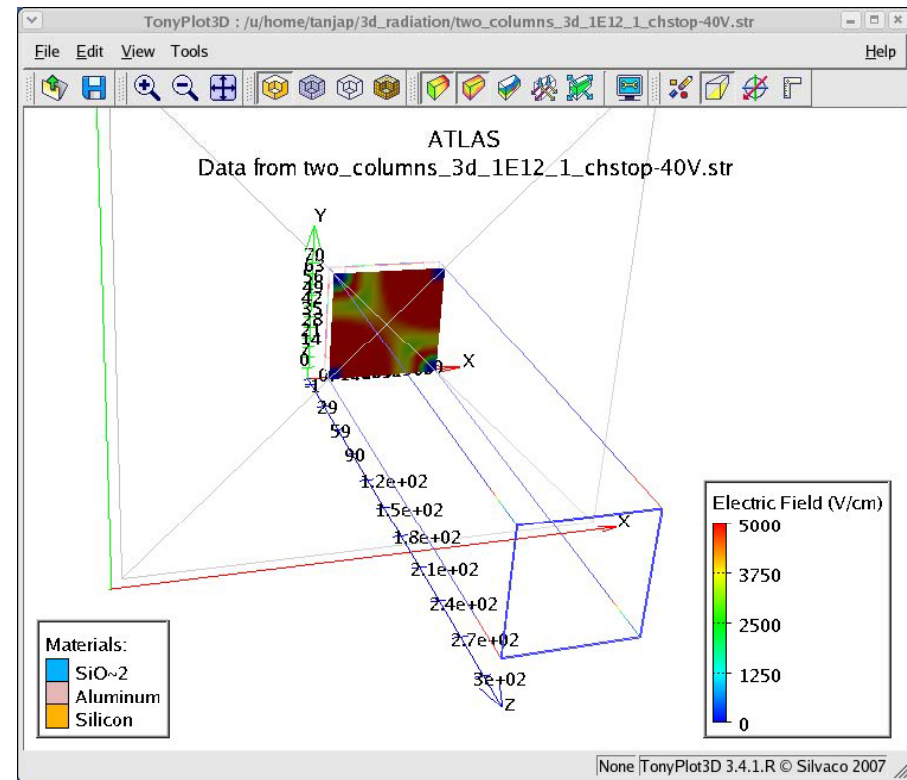 TonyPlot3D : /u/home/tanjap/3d_radiation/two_columns_3d_1E12_1_chstop-40V.str
File Edit View Tools Help
ATLAS
Data from two_columns_3d_1E12_1_chstop-40V.str
Y
70
63
56
49
42
35
28
21
14
7
0
X
-1
29
59
90
1.2e+02
1.5e+02
1.8e+02
2.1e+02
2.4e+02
2.7e+02
3e+02
Z
X
Electric Field (V/cm)
5000
3750
2500
1250
0
Materials:
SiO~2
Aluminum
Silicon
None TonyPlot3D 3.4.1.R © Silvaco 2007